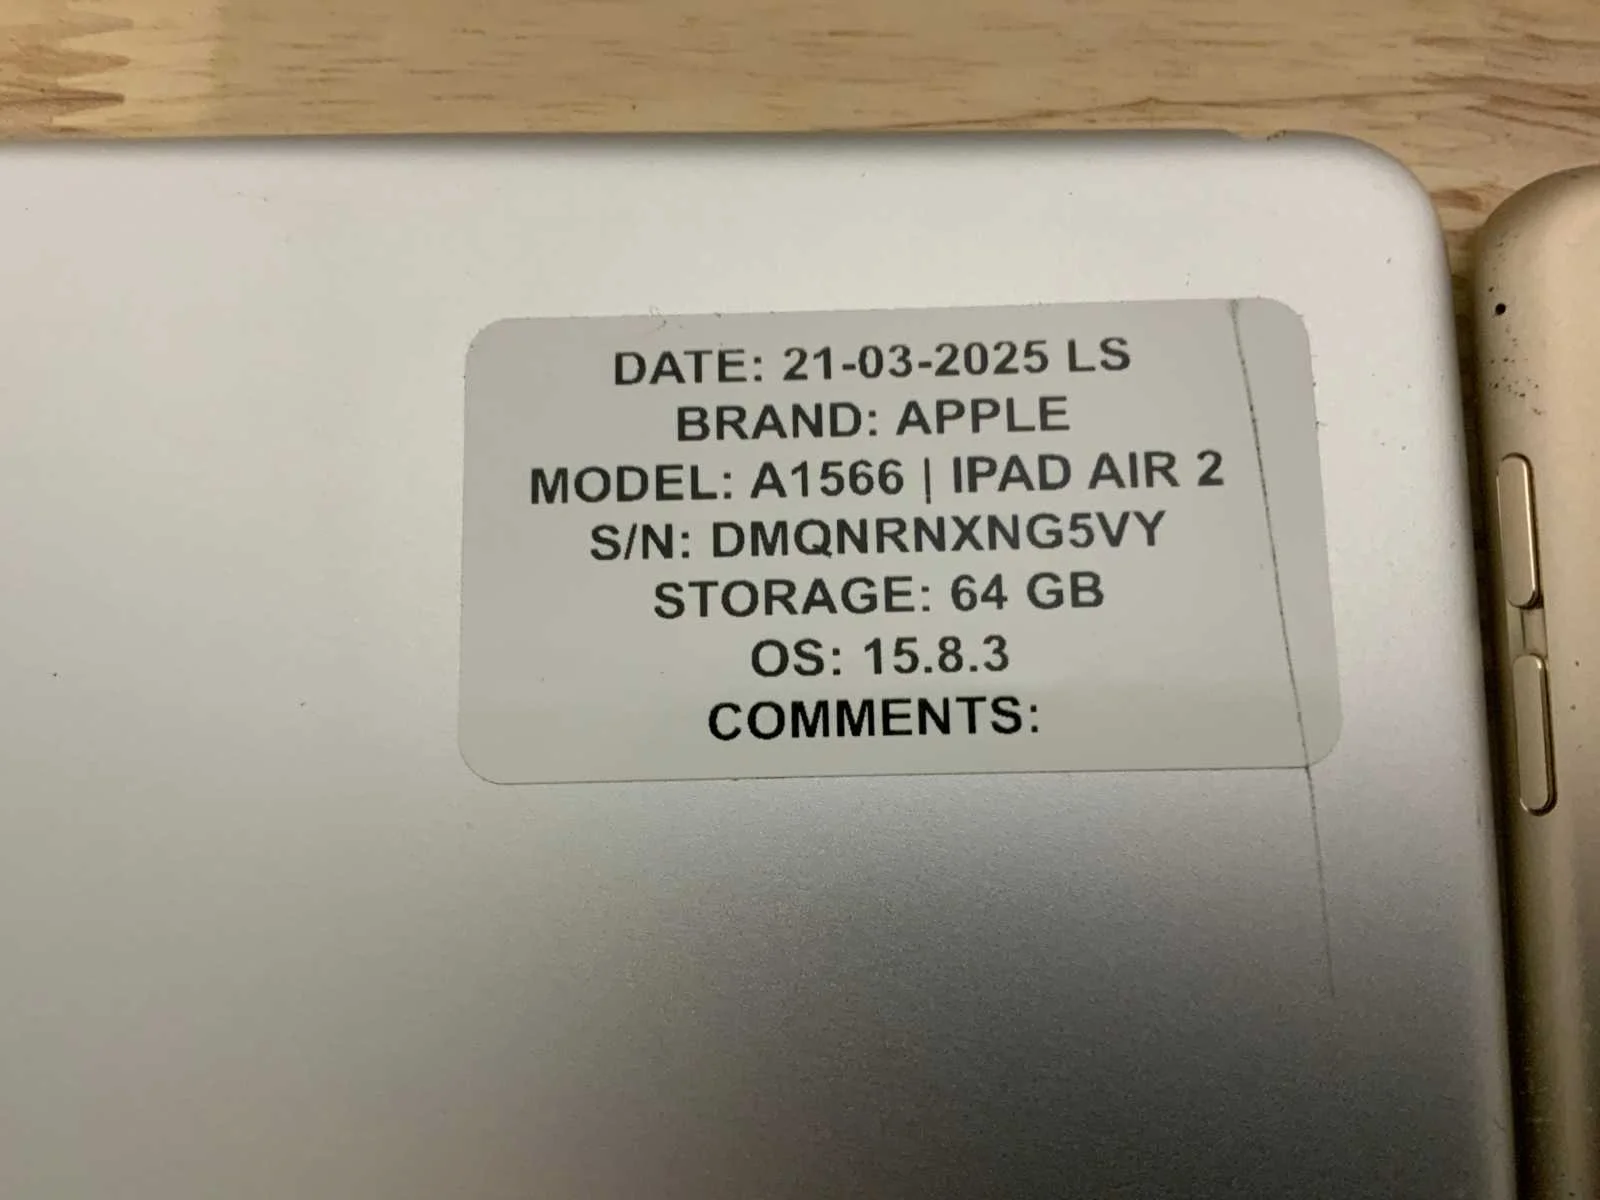 DATE: 21-03-2025 LS
BRAND: APPLE
MODEL: A1566 | IPAD AIR 2
S/N: DMQNRNXNG5VY
STORAGE: 64 GB
OS: 15.8.3
COMMENTS: